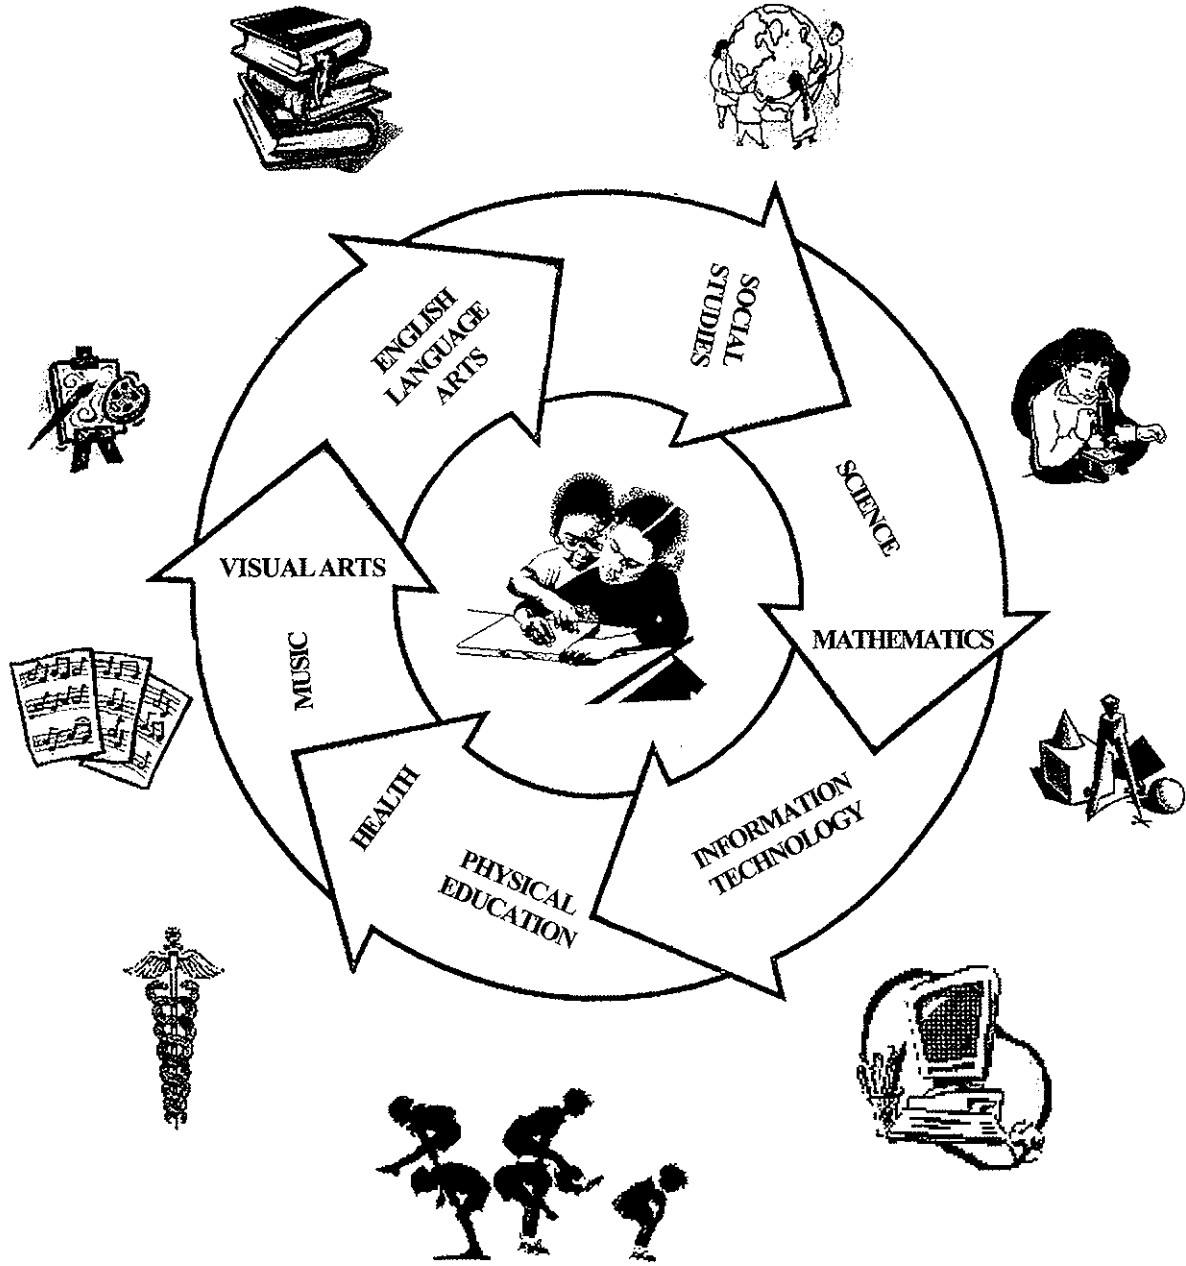 ENGLISH
LANGUAGE
ARTS
SOCIAL
STUDIES
SCIENCE
MATHEMATICS
INFORMATION
TECHNOLOGY
PHYSICAL
EDUCATION
HEALTH
MUSIC
VISUAL ARTS